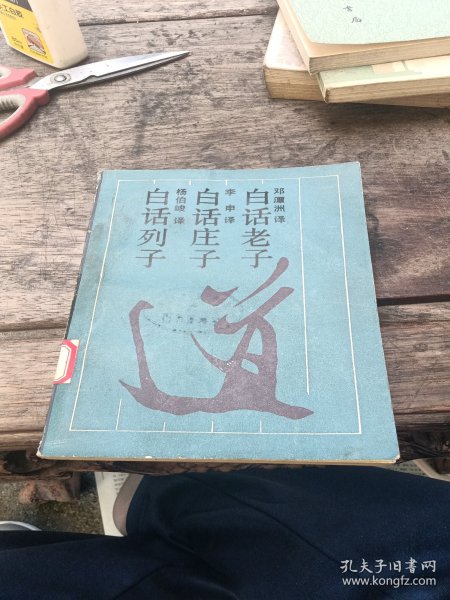 邓潭洲 译
白话老子
李申 译
白话庄子
杨伯峻 译
白话列子
道
孔夫子旧书网
www.kongfz.com